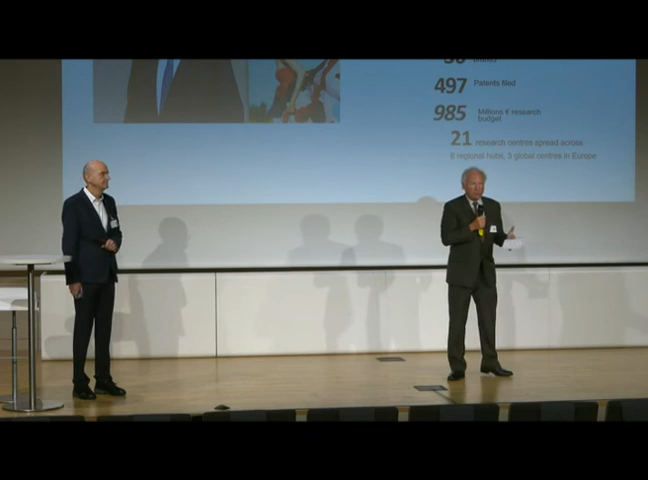 497 Patents filed
985 Millions € research
budget
21 research centres spread across
6 regional hubs, 3 global centres in Europe